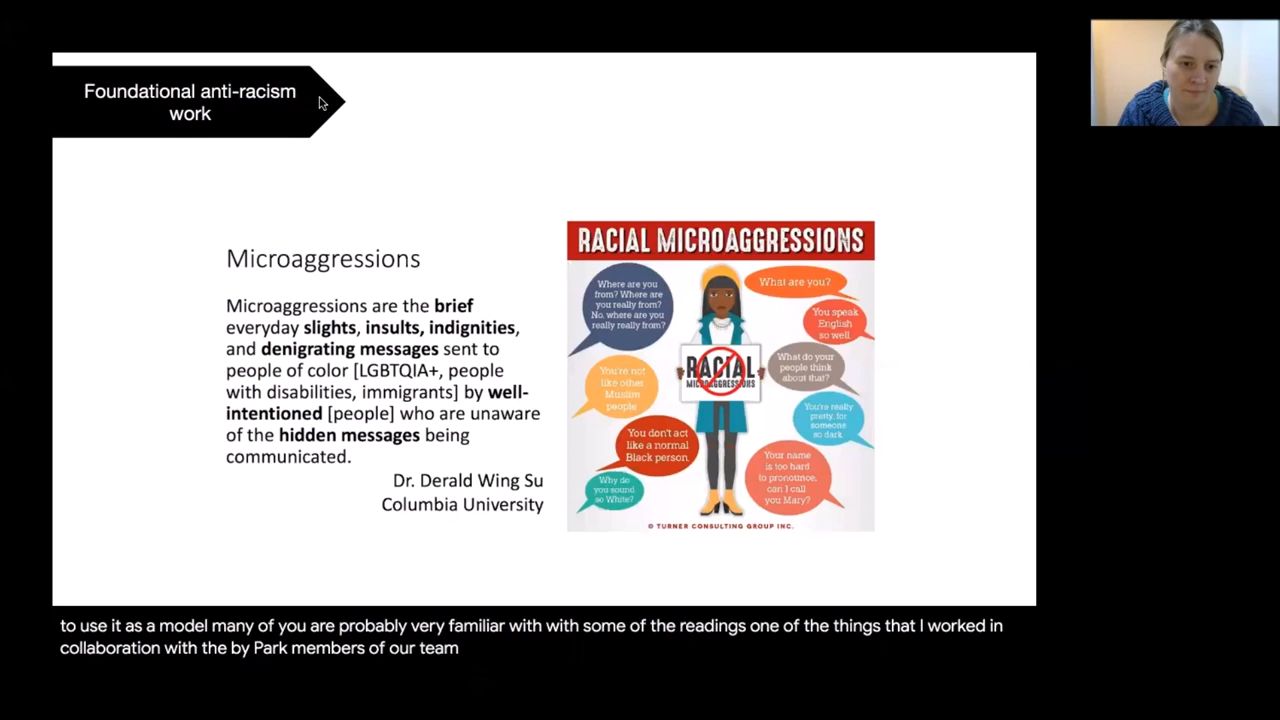 Foundational anti-racism
work
Microaggressions
Microaggressions are the brief
everyday slights, insults, indignities,
and denigrating messages sent to
people of color [LGBTQIA+, people
with disabilities, immigrants] by well-
intentioned [people] who are unaware
of the hidden messages being
communicated.
Dr. Derald Wing Su
Columbia University
RACIAL MICROAGGRESSIONS
Where are you
from? Where are
you really from?
No, where are you
really really from?
What are you?
You speak
English
so well.
What do your
people think
about that?
You're not
like other
Muslim
people.
RACIAL
MICROAGGRESSIONS
You're really
pretty, for
someone
so dark.
You don't act
like a normal
Black person.
Your name
is too hard
to pronounce,
can I call
you Mary?
Why do
you sound
so White?
© TURNER CONSULTING GROUP INC.
to use it as a model many of you are probably very familiar with with some of the readings one of the things that I worked in
collaboration with the by Park members of our team